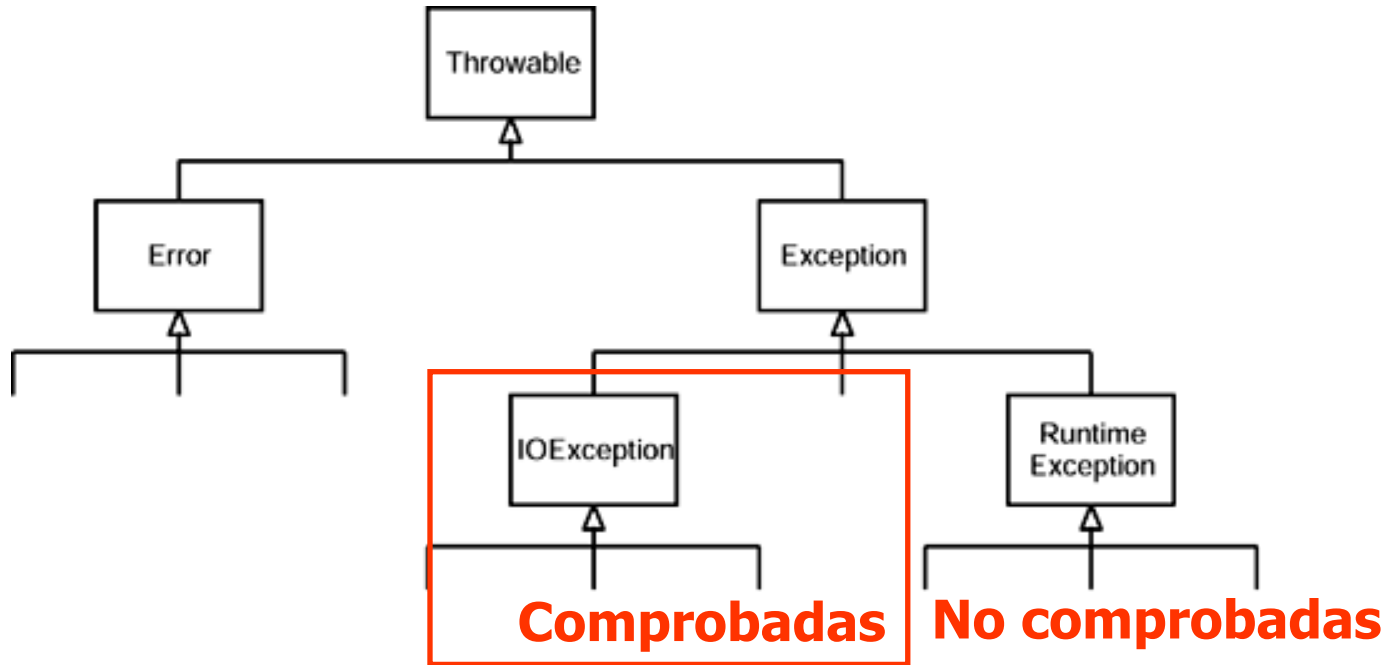 Throwable
Error
Exception
IOException
Runtime
Exception
Comprobadas
No comprobadas